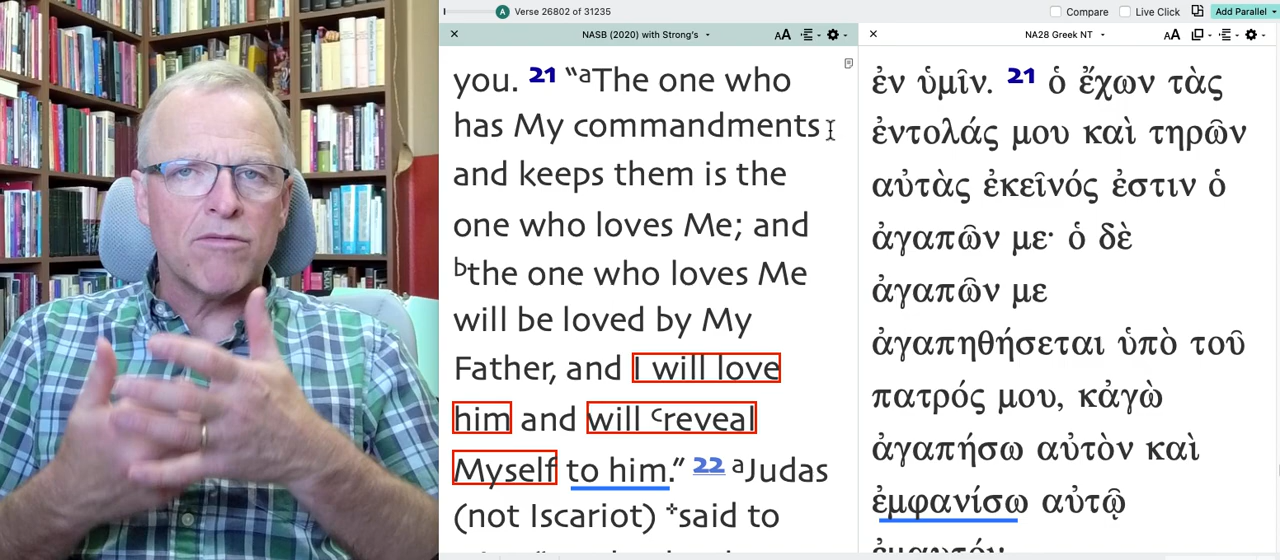 A Verse 26802 of 31235
Compare Live Click Add Parallel
NASB (2020) with Strong's
AA
NA28 Greek NT
AA
you. 21 “aThe one who
has My commandments
and keeps them is the
one who loves Me; and
bthe one who loves Me
will be loved by My
Father, and I will love
him and will creveal
Myself to him.” 22 aJudas
(not Iscariot) said to
ἐν ὑμῖν. 21 ὁ ἔχων τὰς
ἐντολάς μου καὶ τηρῶν
αὐτὰς ἐκεῖνός ἐστιν ὁ
ἀγαπῶν με· ὁ δὲ
ἀγαπῶν με
ἀγαπηθήσεται ὑπὸ τοῦ
πατρός μου, κἀγὼ
ἀγαπήσω αὐτὸν καὶ
ἐμφανίσω αὐτῷ
ἐμαυτόν